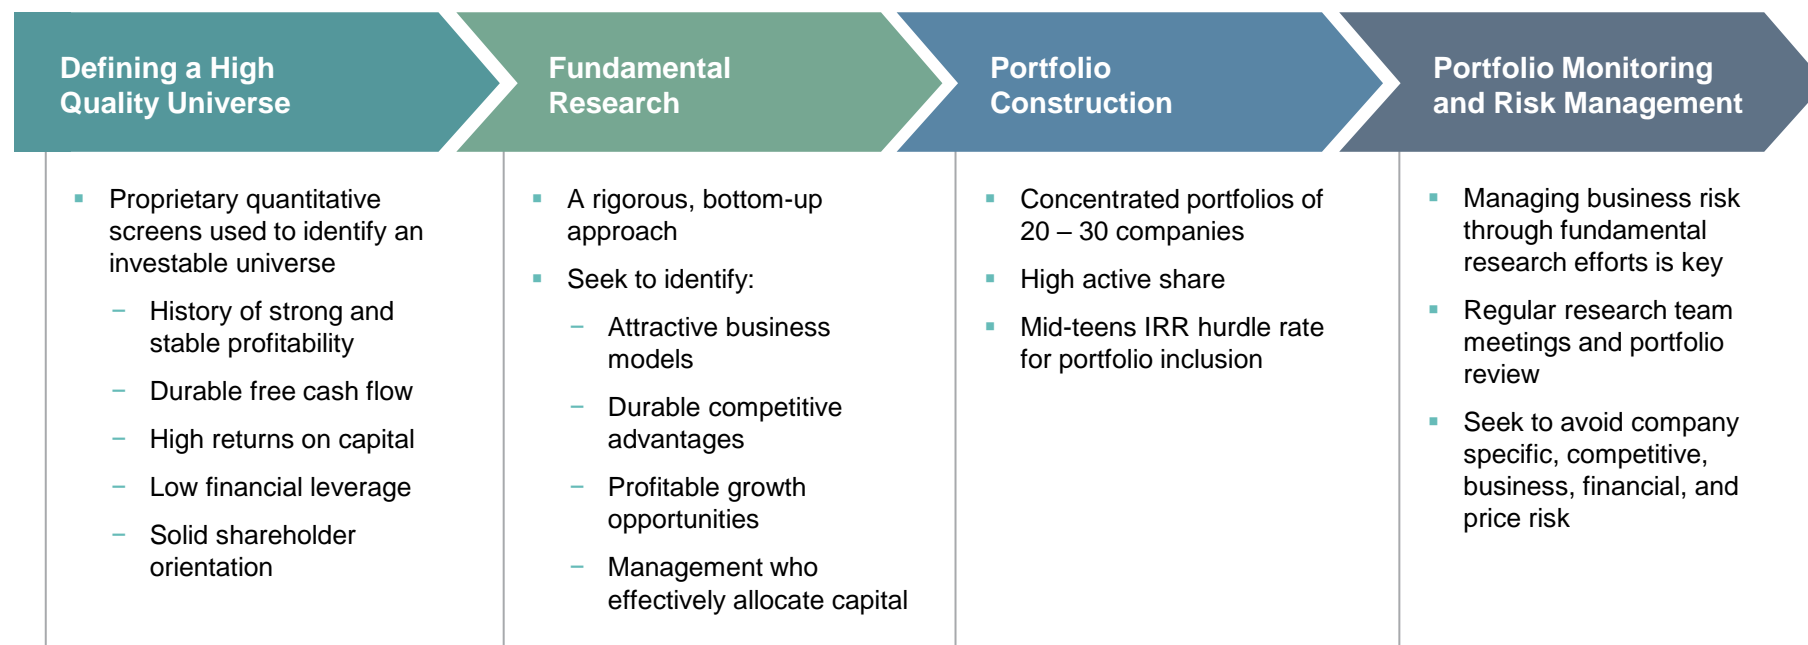 Defining a High
Quality Universe
▪ Proprietary quantitative
screens used to identify an
investable universe
− History of strong and
stable profitability
− Durable free cash flow
− High returns on capital
− Low financial leverage
− Solid shareholder
orientation
Fundamental
Research
▪ A rigorous, bottom-up
approach
▪ Seek to identify:
− Attractive business
models
− Durable competitive
advantages
− Profitable growth
opportunities
− Management who
effectively allocate capital
Portfolio
Construction
▪ Concentrated portfolios of
20 – 30 companies
▪ High active share
▪ Mid-teens IRR hurdle rate
for portfolio inclusion
Portfolio Monitoring
and Risk Management
▪ Managing business risk
through fundamental
research efforts is key
▪ Regular research team
meetings and portfolio
review
▪ Seek to avoid company
specific, competitive,
business, financial, and
price risk